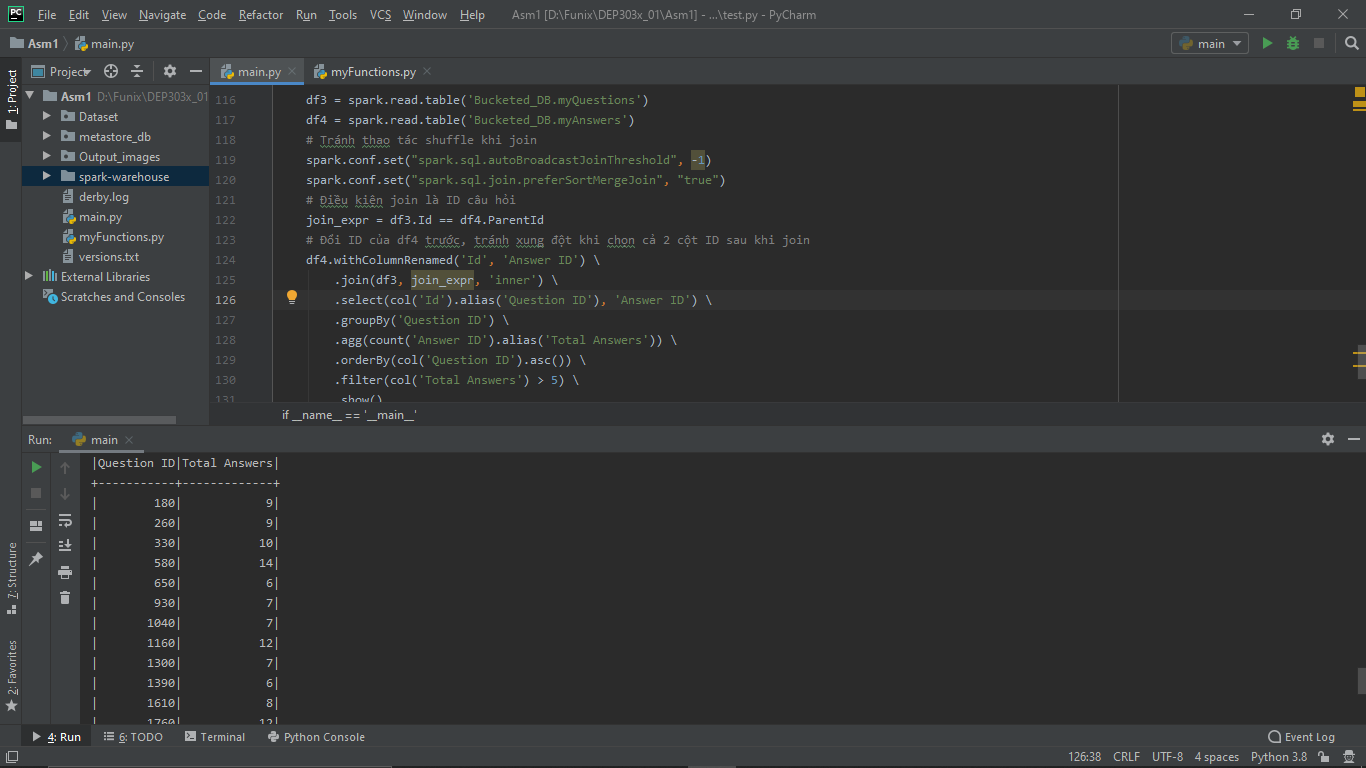 File Edit View Navigate Code Refactor Run Tools VCS Window Help Asm1 [D:\Funix\DEP303x_01\Asm1] - ...\test.py - PyCharm
Asm1 main.py main
1: Project
Project
main.py myFunctions.py
Asm1 D:\Funix\DEP303x_01
Dataset
metastore_db
Output_images
spark-warehouse
derby.log
main.py
myFunctions.py
versions.txt
External Libraries
Scratches and Consoles
116 df3 = spark.read.table('Bucketed_DB.myQuestions')
117 df4 = spark.read.table('Bucketed_DB.myAnswers')
118 # Tránh thao tác shuffle khi join
119 spark.conf.set("spark.sql.autoBroadcastJoinThreshold", -1)
120 spark.conf.set("spark.sql.join.preferSortMergeJoin", "true")
121 # Điều kiện join là ID câu hỏi
122 join_expr = df3.Id == df4.ParentId
123 # Đổi ID của df4 trước, tránh xung đột khi chọn cả 2 cột ID sau khi join
124 df4.withColumnRenamed('Id', 'Answer ID') \
125 .join(df3, join_expr, 'inner') \
126 .select(col('Id').alias('Question ID'), 'Answer ID') \
127 .groupBy('Question ID') \
128 .agg(count('Answer ID').alias('Total Answers')) \
129 .orderBy(col('Question ID').asc()) \
130 .filter(col('Total Answers') > 5) \
131 .show()
if __name__ == '__main__'
Run: main
|Question ID|Total Answers|
+-----------+-------------+
| 180| 9|
| 260| 9|
| 330| 10|
| 580| 14|
| 650| 6|
| 930| 7|
| 1040| 7|
| 1160| 12|
| 1300| 7|
| 1390| 6|
| 1610| 8|
| 1760| 12|
7: Structure
2: Favorites
4: Run 6: TODO Terminal Python Console Event Log
126:38 CRLF UTF-8 4 spaces Python 3.8